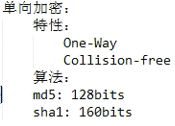 单向加密：
特性：
One-Way
Collision-free
算法：
md5: 128bits
sha1: 160bits